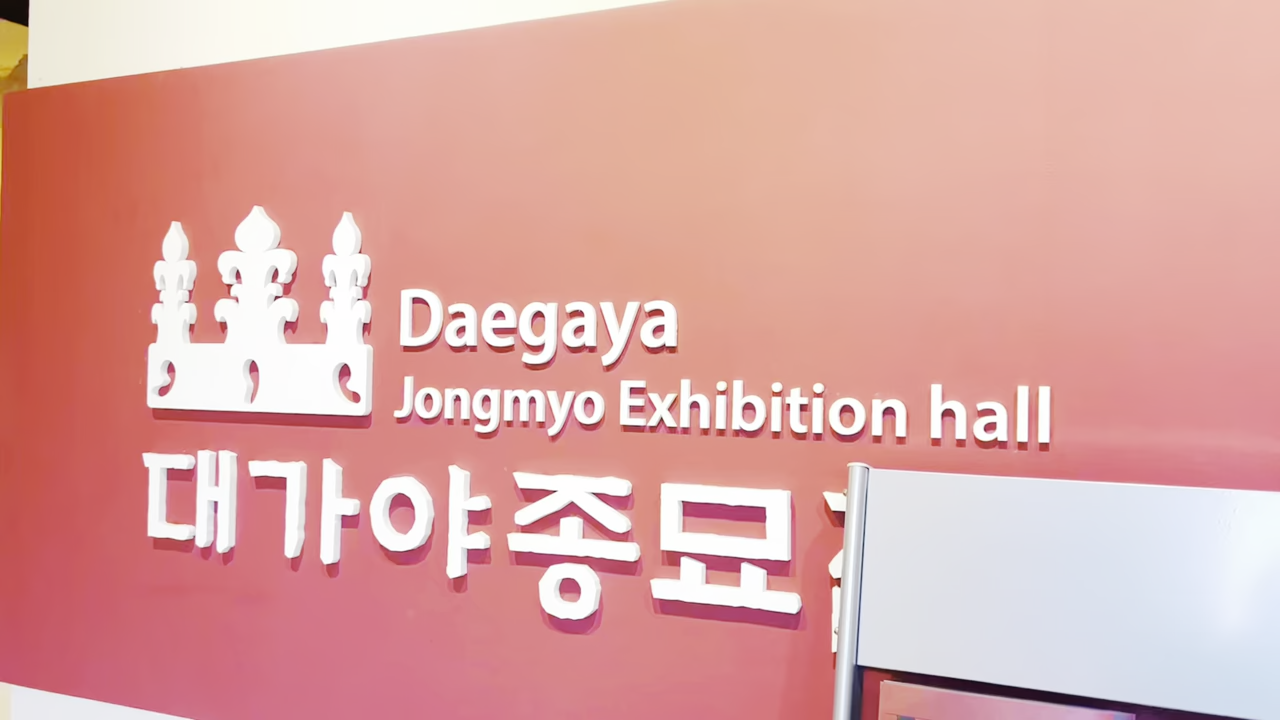 Daegaya
Jongmyo Exhibition hall
대가야종묘